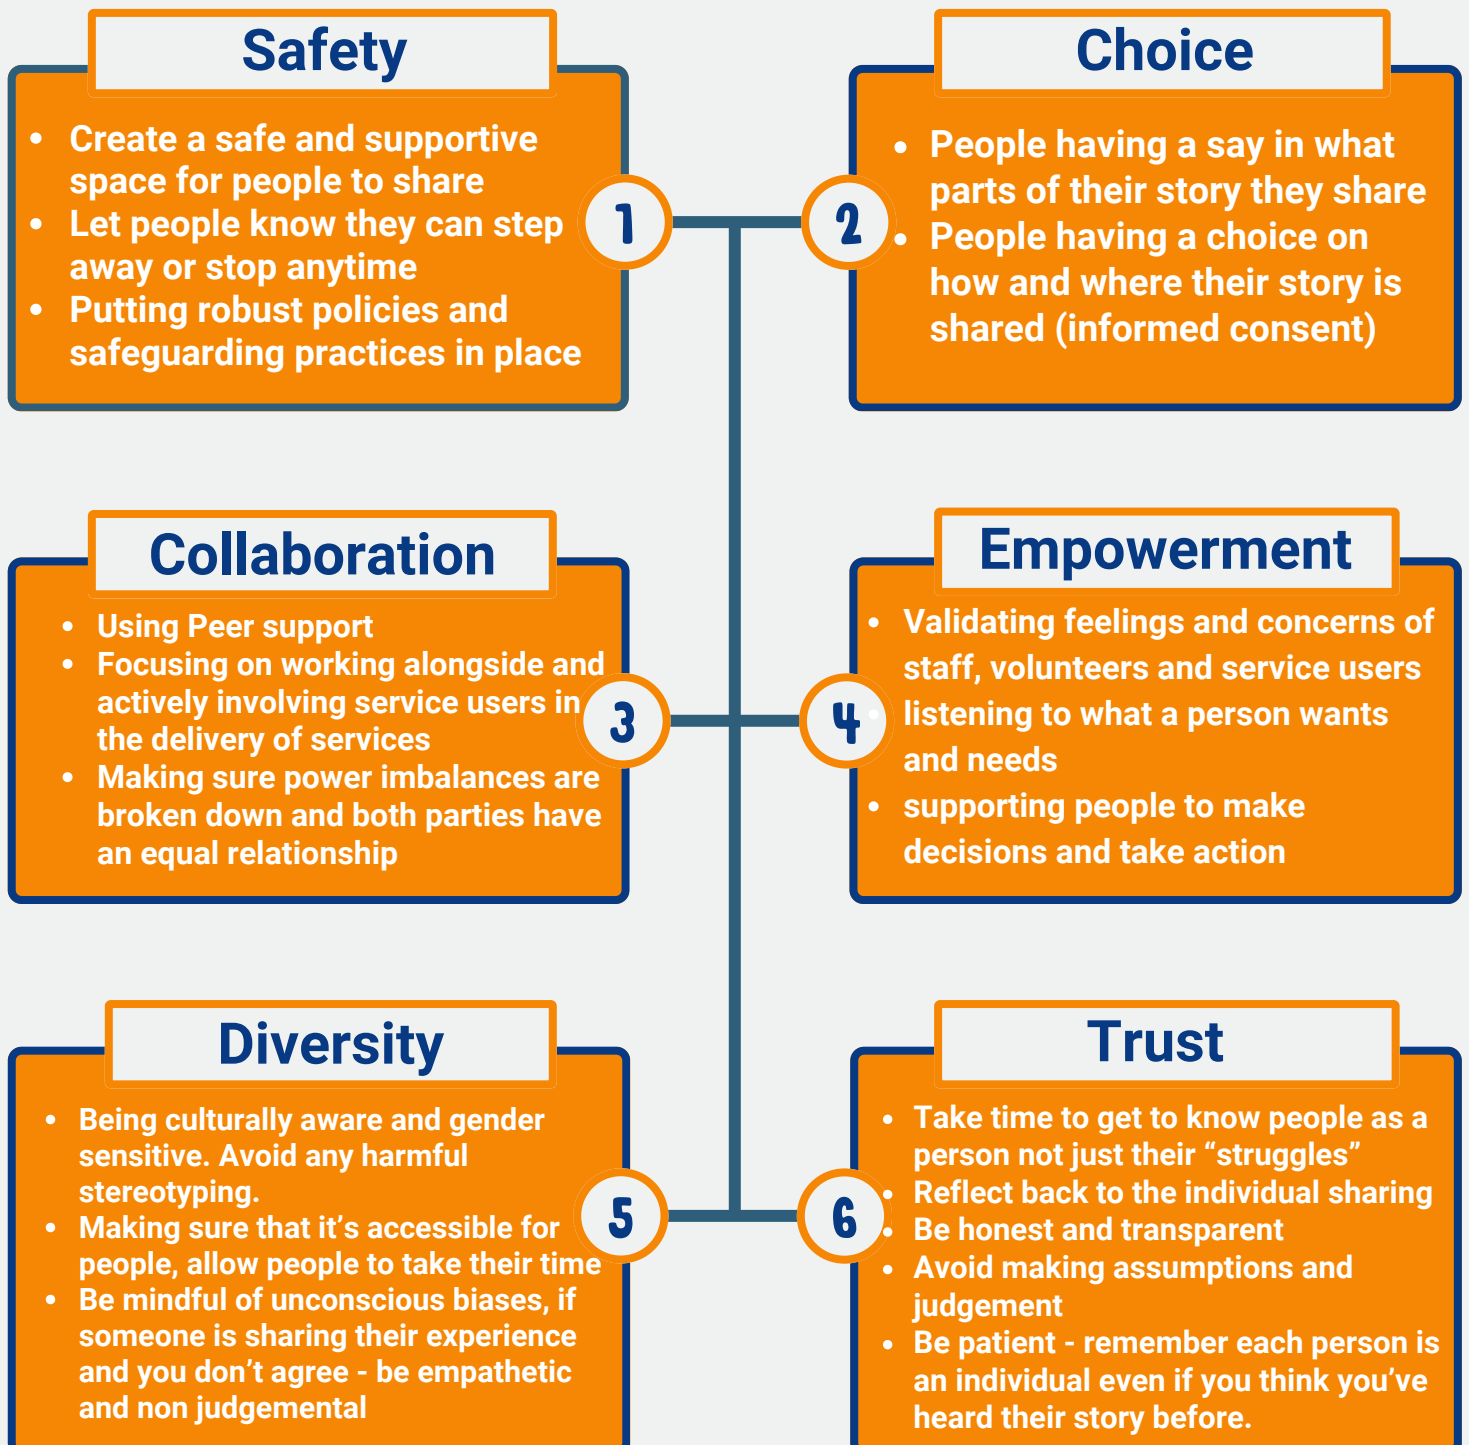 Safety
• Create a safe and supportive
space for people to share
• Let people know they can step
away or stop anytime
• Putting robust policies and
safeguarding practices in place
1
Choice
• People having a say in what
parts of their story they share
• People having a choice on
how and where their story is
shared (informed consent)
2
Collaboration
• Using Peer support
• Focusing on working alongside and
actively involving service users in
the delivery of services
• Making sure power imbalances are
broken down and both parties have
an equal relationship
3
Empowerment
• Validating feelings and concerns of
staff, volunteers and service users
• listening to what a person wants
and needs
• supporting people to make
decisions and take action
4
Diversity
• Being culturally aware and gender
sensitive. Avoid any harmful
stereotyping.
• Making sure that it’s accessible for
people, allow people to take their time
• Be mindful of unconscious biases, if
someone is sharing their experience
and you don’t agree - be empathetic
and non judgemental
5
Trust
• Take time to get to know people as a
person not just their “struggles”
• Reflect back to the individual sharing
• Be honest and transparent
• Avoid making assumptions and
judgement
• Be patient - remember each person is
an individual even if you think you’ve
heard their story before.
6